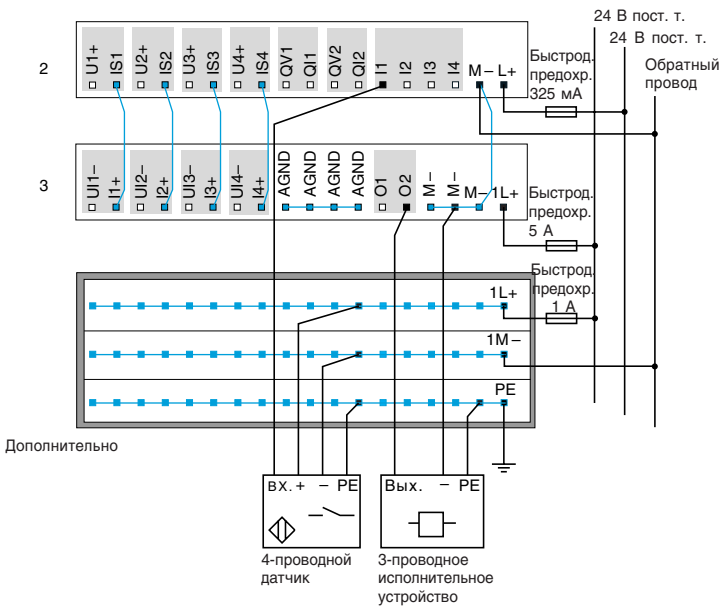 24 В пост. т.
24 В пост. т.
Обратный
провод
2
U1+ IS1 U2+ IS2 U3+ IS3 U4+ IS4 QV1 QI1 QV2 QI2 I1 I2 I3 I4 M– L+
Быстрод.
предохр.
325 мА
3
UI1– I1+ UI2– I2+ UI3– I3+ UI4– I4+ AGND AGND AGND AGND O1 O2 M– M– M– 1L+
Быстрод.
предохр.
5 А
Быстрод.
предохр.
1 А
1L+
1M–
PE
Дополнительно
вх. + – PE
Вых. – PE
4-проводной
датчик
3-проводное
исполнительное
устройство